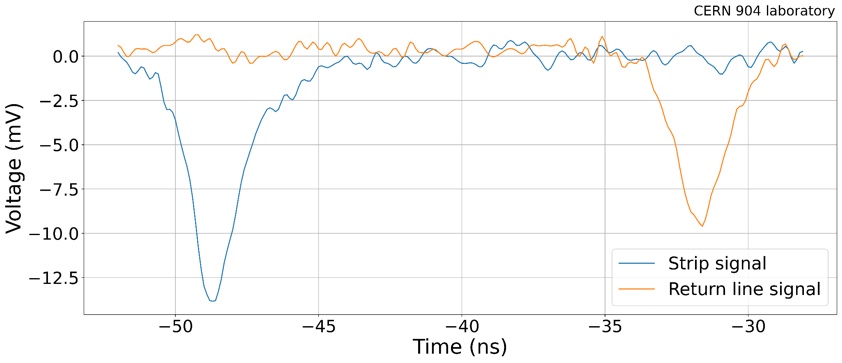 CERN 904 laboratory
0.0
−2.5
−5.0
−7.5
−10.0
−12.5
Voltage (mV)
Strip signal
Return line signal
−50 −45 −40 −35 −30
Time (ns)